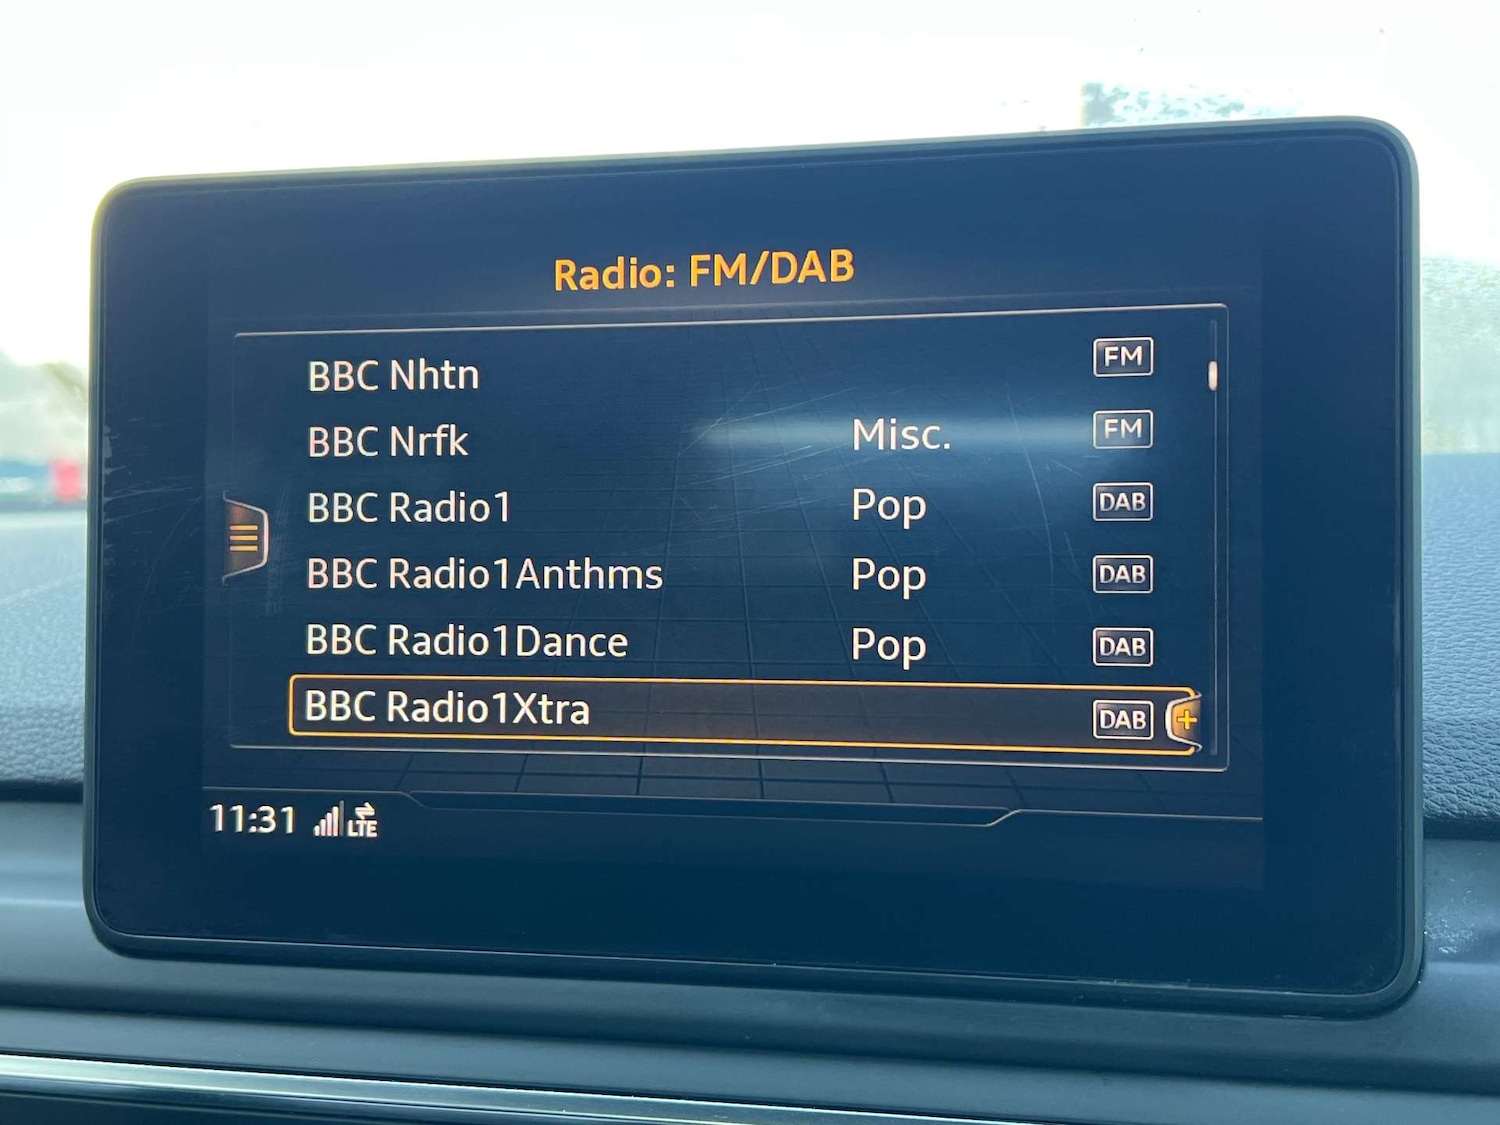 Radio: FM/DAB
BBC Nhtn FM
BBC Nrfk Misc. FM
BBC Radio1 Pop DAB
BBC Radio1Anthms Pop DAB
BBC Radio1Dance Pop DAB
BBC Radio1Xtra DAB +
11:31 LTE